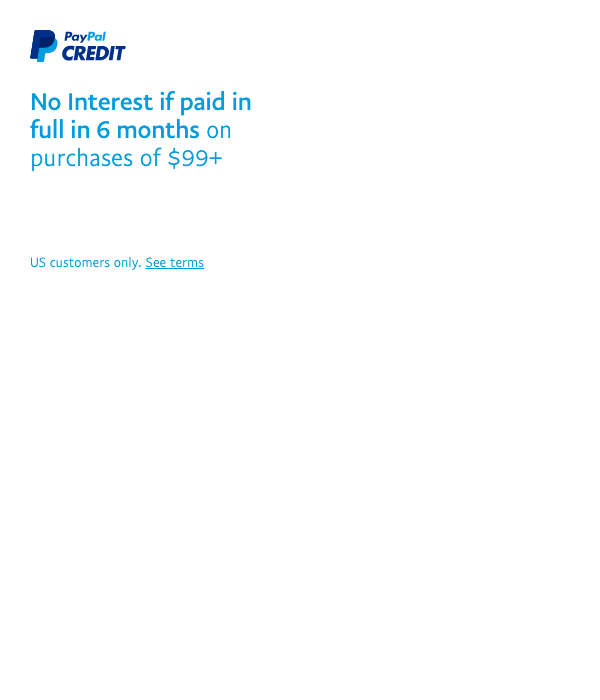 PayPal
CREDIT
No Interest if paid in
full in 6 months on
purchases of $99+
US customers only. See terms